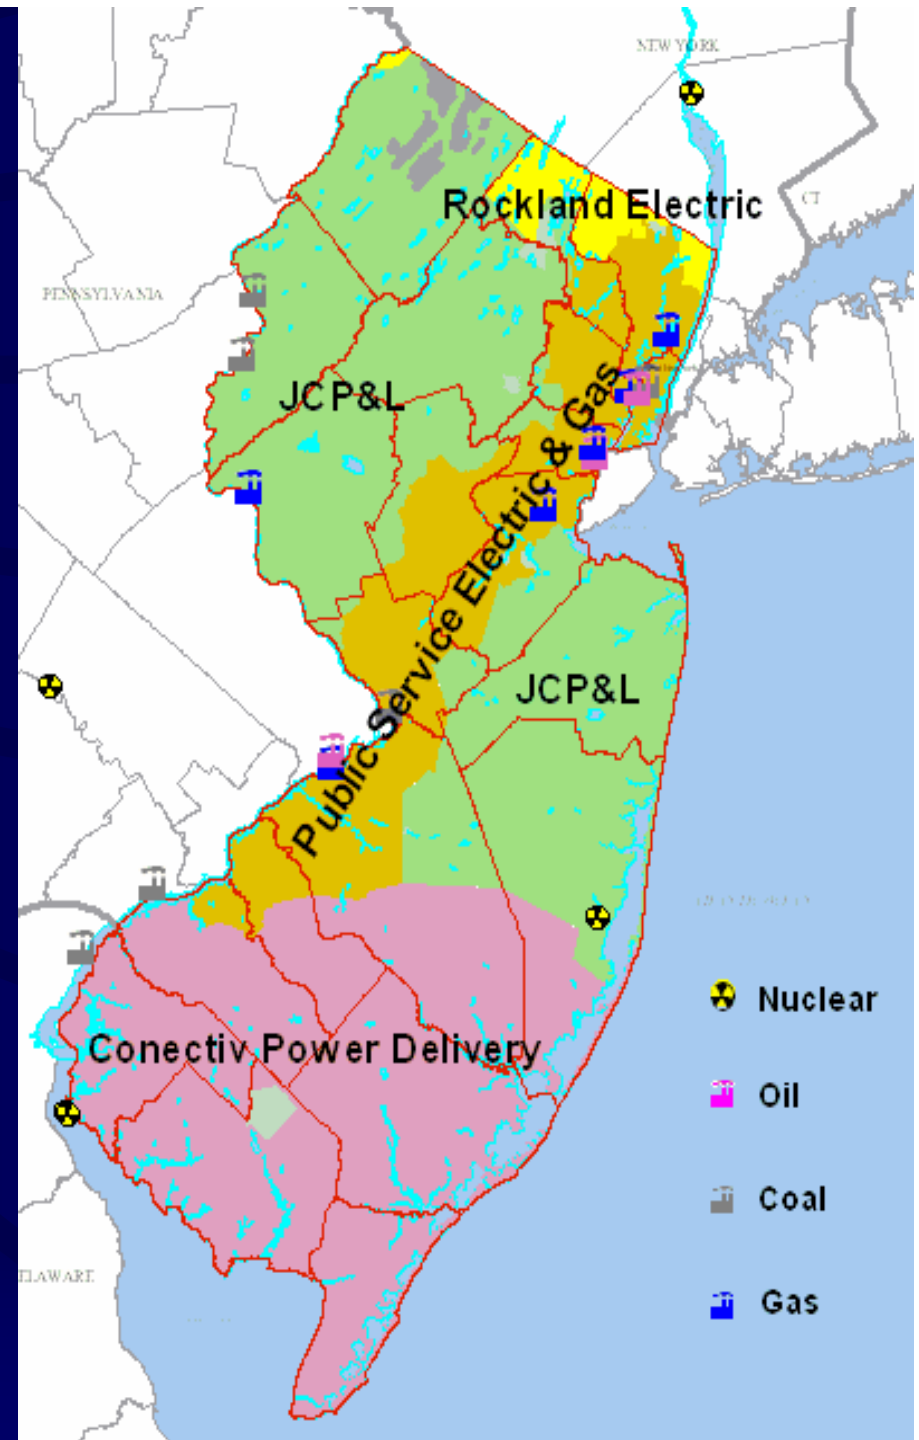 NEW YORK
CT
Rockland Electric
PENNSYLVANIA
JCP&L
Public Service Electric & Gas
JCP&L
Nuclear
Conectiv Power Delivery
Oil
Coal
ELAWARE
Gas